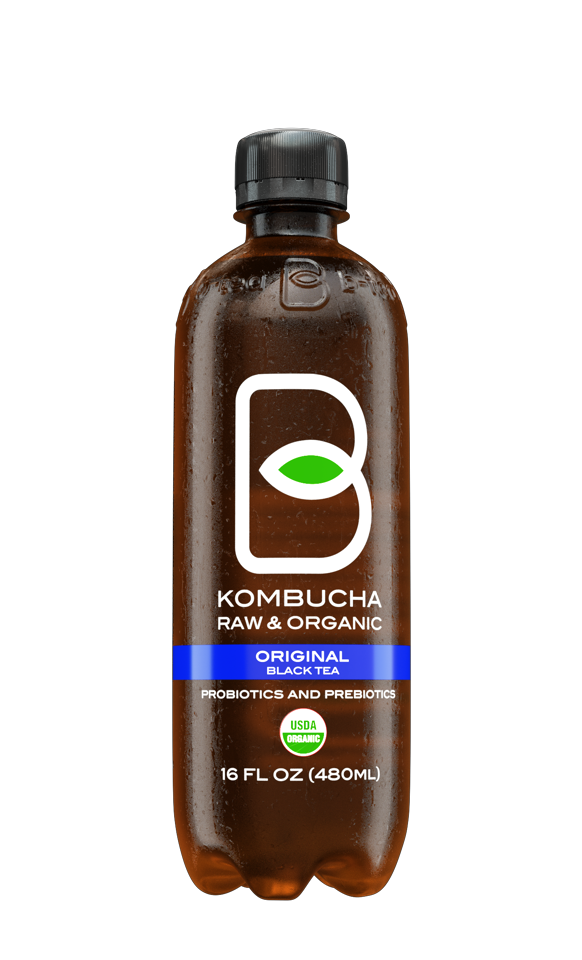 B
KOMBUCHA
RAW & ORGANIC
ORIGINAL
BLACK TEA
PROBIOTICS AND PREBIOTICS
USDA
ORGANIC
16 FL OZ (480ML)